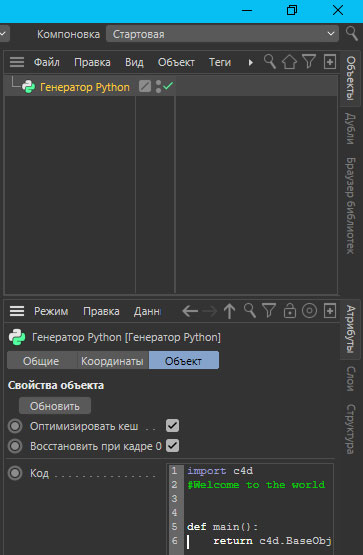 Компоновка Стартовая
Файл Правка Вид Объект Теги
Генератор Python
Объекты
Дубли
Браузер библиотек
Режим Правка Данн
Генератор Python [Генератор Python]
Общие Координаты Объект
Свойства объекта
Обновить
Оптимизировать кеш . .
Восстановить при кадре 0
Код . . . . . . . . . . . . . . .
1 import c4d
2 #Welcome to the world
3
4
5 def main():
6 return c4d.BaseObj
Атрибуты
Слои
Структура